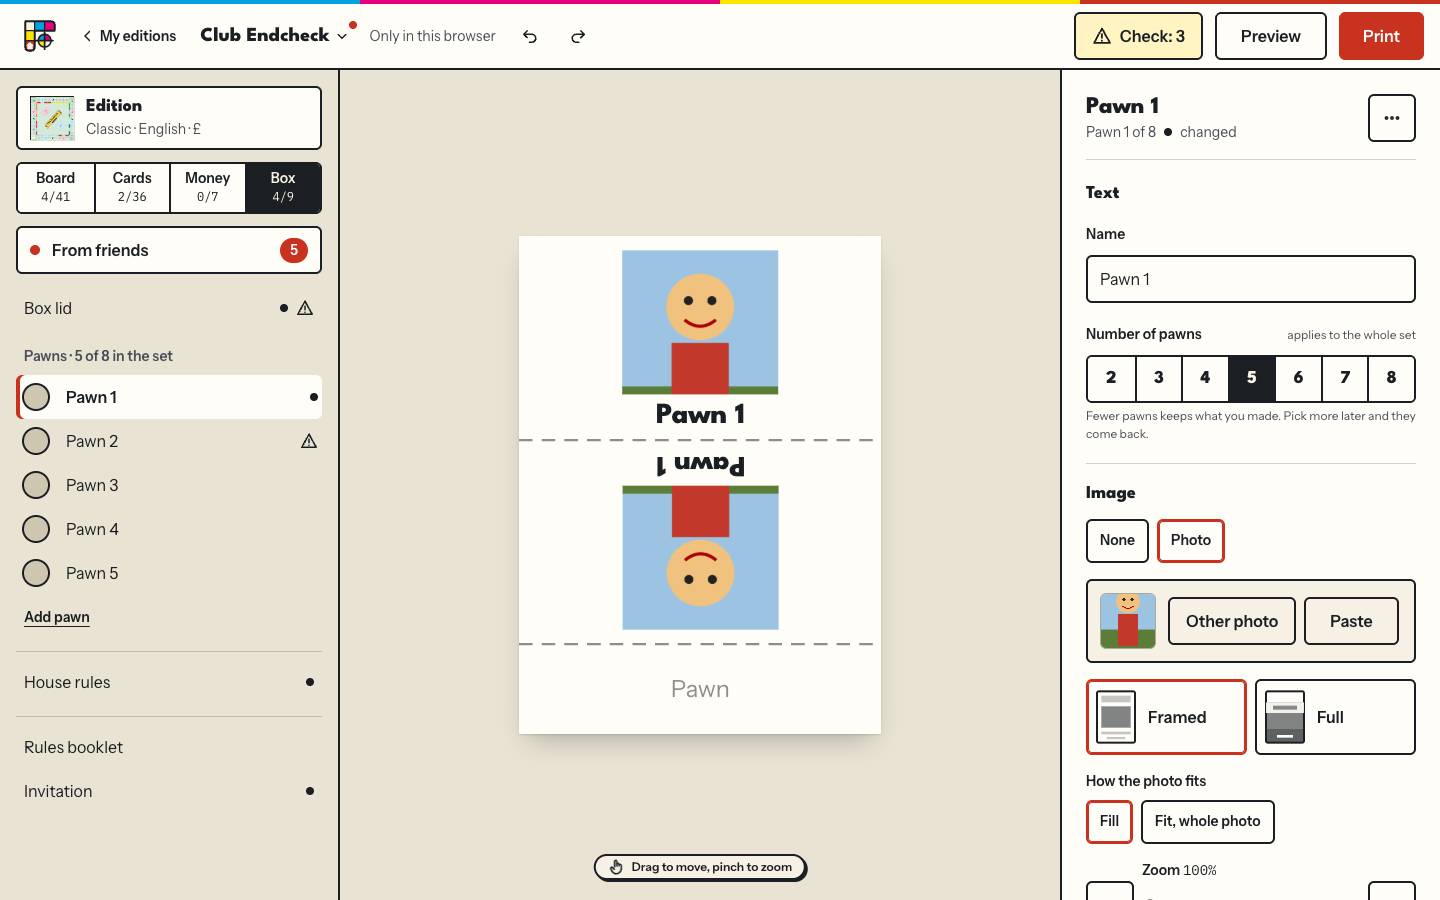 My editions
Club Endcheck
Only in this browser
Check: 3
Preview
Print
Edition
Classic · English · £
Board
4/41
Cards
2/36
Money
0/7
Box
4/9
From friends
5
Box lid
Pawns · 5 of 8 in the set
Pawn 1
Pawn 2
Pawn 3
Pawn 4
Pawn 5
Add pawn
House rules
Rules booklet
Invitation
Pawn 1
Pawn 1
Pawn
Drag to move, pinch to zoom
Pawn 1
Pawn 1 of 8 ● changed
Text
Name
Pawn 1
Number of pawns
applies to the whole set
2 3 4 5 6 7 8
Fewer pawns keeps what you made. Pick more later and they
come back.
Image
None
Photo
Other photo
Paste
Framed
Full
How the photo fits
Fill
Fit, whole photo
Zoom 100%